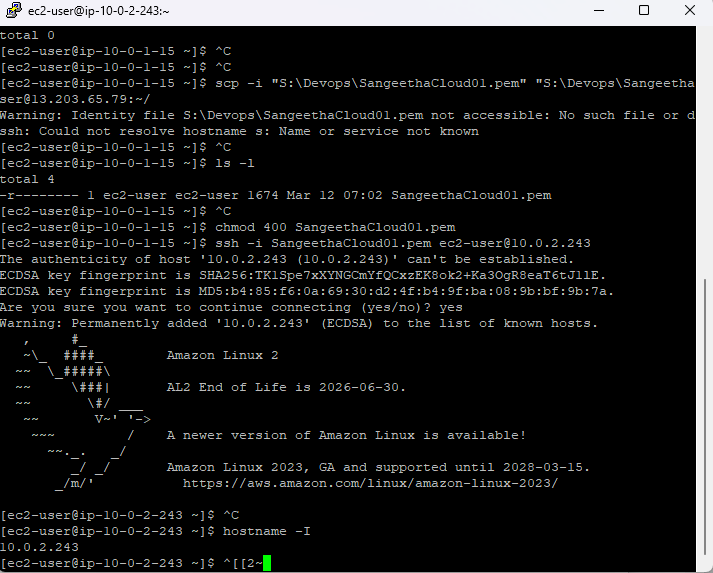 ec2-user@ip-10-0-2-243:~
total 0
[ec2-user@ip-10-0-1-15 ~]$ ^C
[ec2-user@ip-10-0-1-15 ~]$ ^C
[ec2-user@ip-10-0-1-15 ~]$ scp -i "S:\Devops\SangeethaCloud01.pem" "S:\Devops\Sangeetha
ser@13.203.65.79:~/
Warning: Identity file S:\Devops\SangeethaCloud01.pem not accessible: No such file or d
ssh: Could not resolve hostname s: Name or service not known
[ec2-user@ip-10-0-1-15 ~]$ ^C
[ec2-user@ip-10-0-1-15 ~]$ ls -l
total 4
-r-------- 1 ec2-user ec2-user 1674 Mar 12 07:02 SangeethaCloud01.pem
[ec2-user@ip-10-0-1-15 ~]$ ^C
[ec2-user@ip-10-0-1-15 ~]$ chmod 400 SangeethaCloud01.pem
[ec2-user@ip-10-0-1-15 ~]$ ssh -i SangeethaCloud01.pem ec2-user@10.0.2.243
The authenticity of host '10.0.2.243 (10.0.2.243)' can't be established.
ECDSA key fingerprint is SHA256:TK1Spe7xXYNGCmYfQCxzEK8ok2+Ka3OgR8eaT6tJ1lE.
ECDSA key fingerprint is MD5:b4:85:f6:0a:69:30:d2:4f:b4:9f:ba:08:9b:bf:9b:7a.
Are you sure you want to continue connecting (yes/no)? yes
Warning: Permanently added '10.0.2.243' (ECDSA) to the list of known hosts.
   ,     #_
   ~\_  ####_        Amazon Linux 2
  ~~  \_#####\
  ~~     \###|       AL2 End of Life is 2026-06-30.
  ~~       \#/ ___
   ~~       V~' '->
    ~~~         /    A newer version of Amazon Linux is available!
      ~~._.   _/
         _/ _/       Amazon Linux 2023, GA and supported until 2028-03-15.
       _/m/'           https://aws.amazon.com/linux/amazon-linux-2023/
[ec2-user@ip-10-0-2-243 ~]$ ^C
[ec2-user@ip-10-0-2-243 ~]$ hostname -I
10.0.2.243
[ec2-user@ip-10-0-2-243 ~]$ ^[[2~